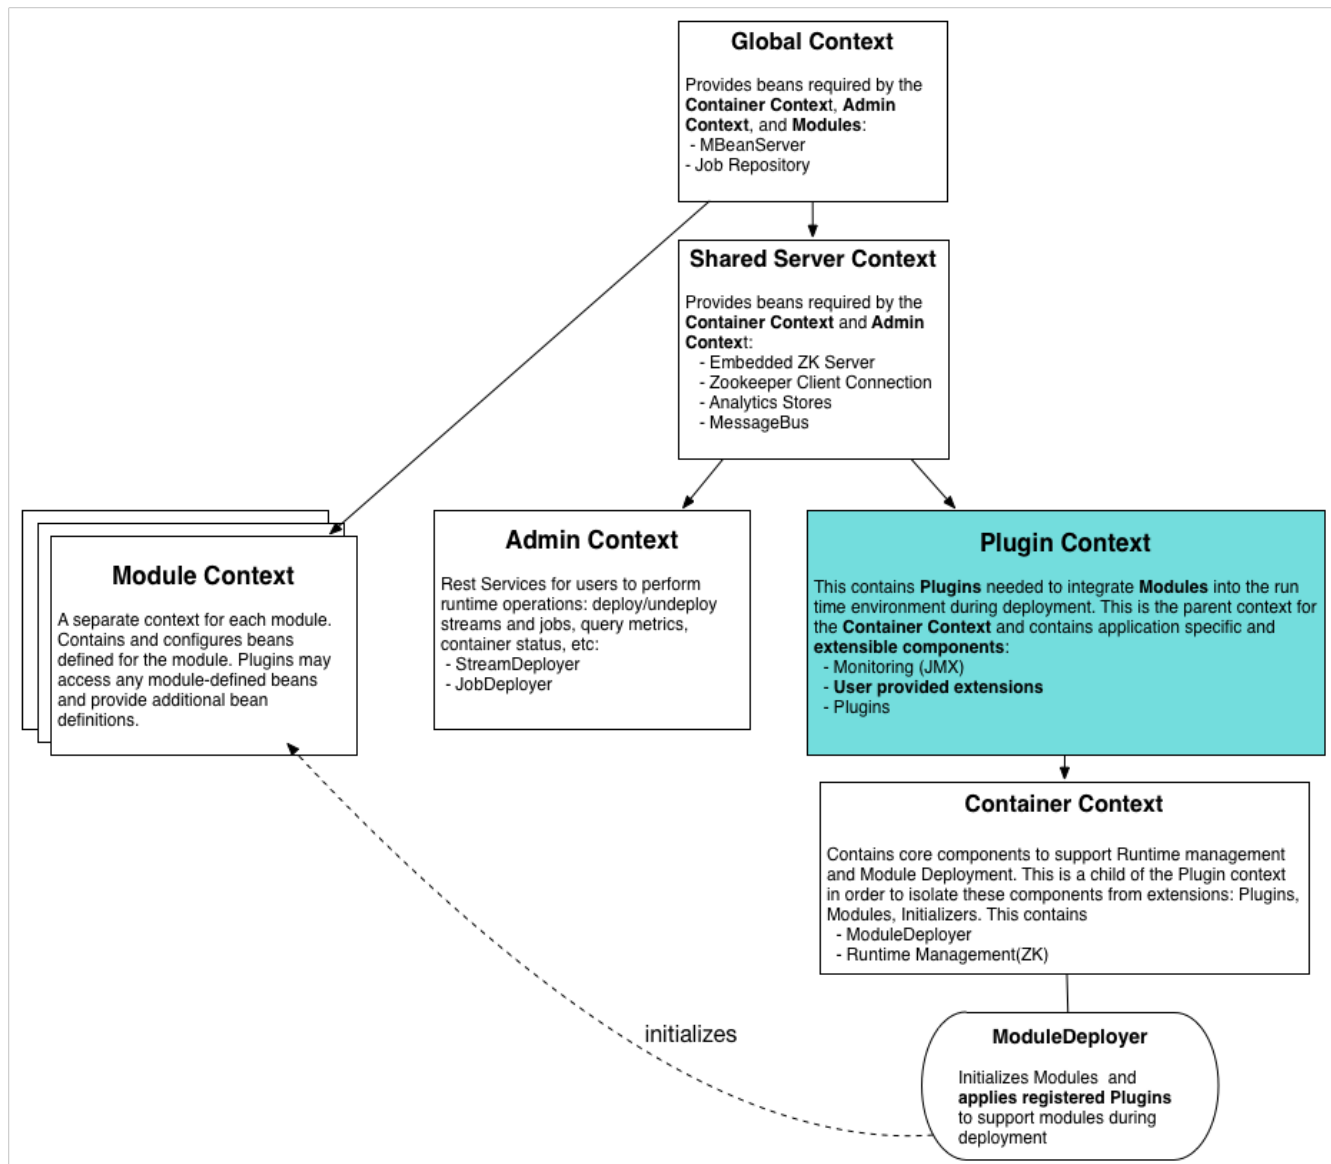 Global Context
Provides beans required by the
Container Context, Admin
Context, and Modules:
- MBeanServer
- Job Repository
Shared Server Context
Provides beans required by the
Container Context and Admin
Context:
- Embedded ZK Server
- Zookeeper Client Connection
- Analytics Stores
- MessageBus
Module Context
A separate context for each module.
Contains and configures beans
defined for the module. Plugins may
access any module-defined beans
and provide additional bean
definitions.
Admin Context
Rest Services for users to perform
runtime operations: deploy/undeploy
streams and jobs, query metrics,
container status, etc:
- StreamDeployer
- JobDeployer
Plugin Context
This contains Plugins needed to integrate Modules into the run
time environment during deployment. This is the parent context for
the Container Context and contains application specific and
extensible components:
- Monitoring (JMX)
- User provided extensions
- Plugins
Container Context
Contains core components to support Runtime management
and Module Deployment. This is a child of the Plugin context
in order to isolate these components from extensions: Plugins,
Modules, Initializers. This contains
- ModuleDeployer
- Runtime Management(ZK)
initializes
ModuleDeployer
Initializes Modules and
applies registered Plugins
to support modules during
deployment